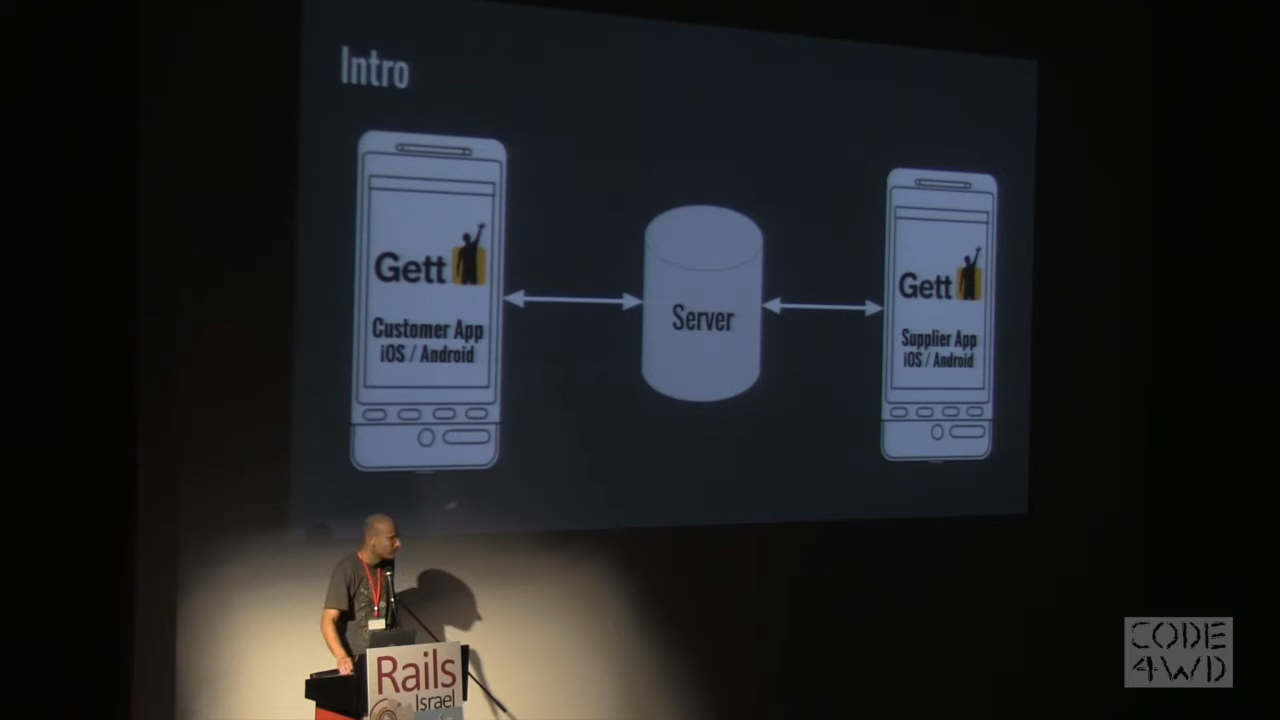 Intro
Gett
Customer App
iOS / Android
Server
Gett
Supplier App
iOS / Android
Rails
Israel
CODE
4WD